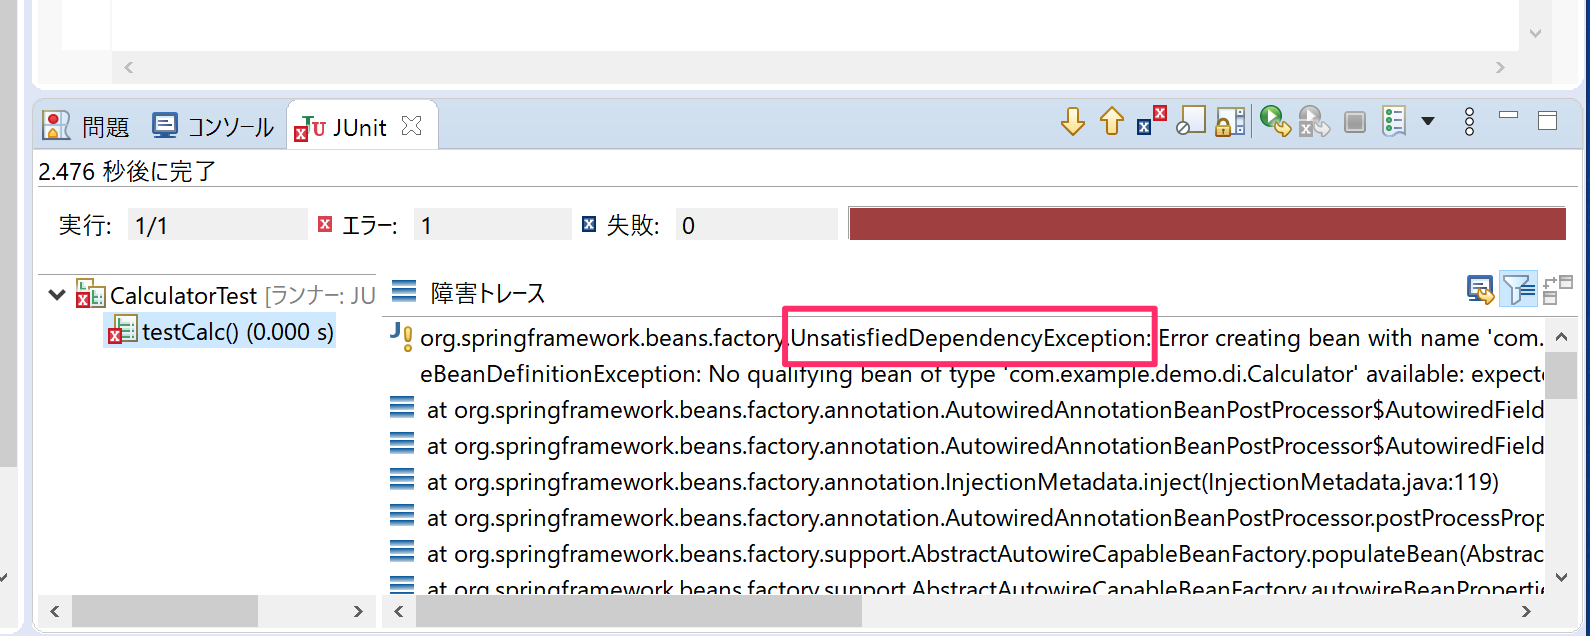 問題 コンソール JUnit
2.476 秒後に完了
実行: 1/1 エラー: 1 失敗: 0
CalculatorTest [ランナー: JU
testCalc() (0.000 s)
障害トレース
org.springframework.beans.factory.UnsatisfiedDependencyException: Error creating bean with name 'com.
eBeanDefinitionException: No qualifying bean of type 'com.example.demo.di.Calculator' available: expecte
at org.springframework.beans.factory.annotation.AutowiredAnnotationBeanPostProcessor$AutowiredField
at org.springframework.beans.factory.annotation.AutowiredAnnotationBeanPostProcessor$AutowiredField
at org.springframework.beans.factory.annotation.InjectionMetadata.inject(InjectionMetadata.java:119)
at org.springframework.beans.factory.annotation.AutowiredAnnotationBeanPostProcessor.postProcessProp
at org.springframework.beans.factory.support.AbstractAutowireCapableBeanFactory.populateBean(Abstrac
at org.springframework.beans.factory.support.AbstractAutowireCapableBeanFactory.autowireBeanPropertie